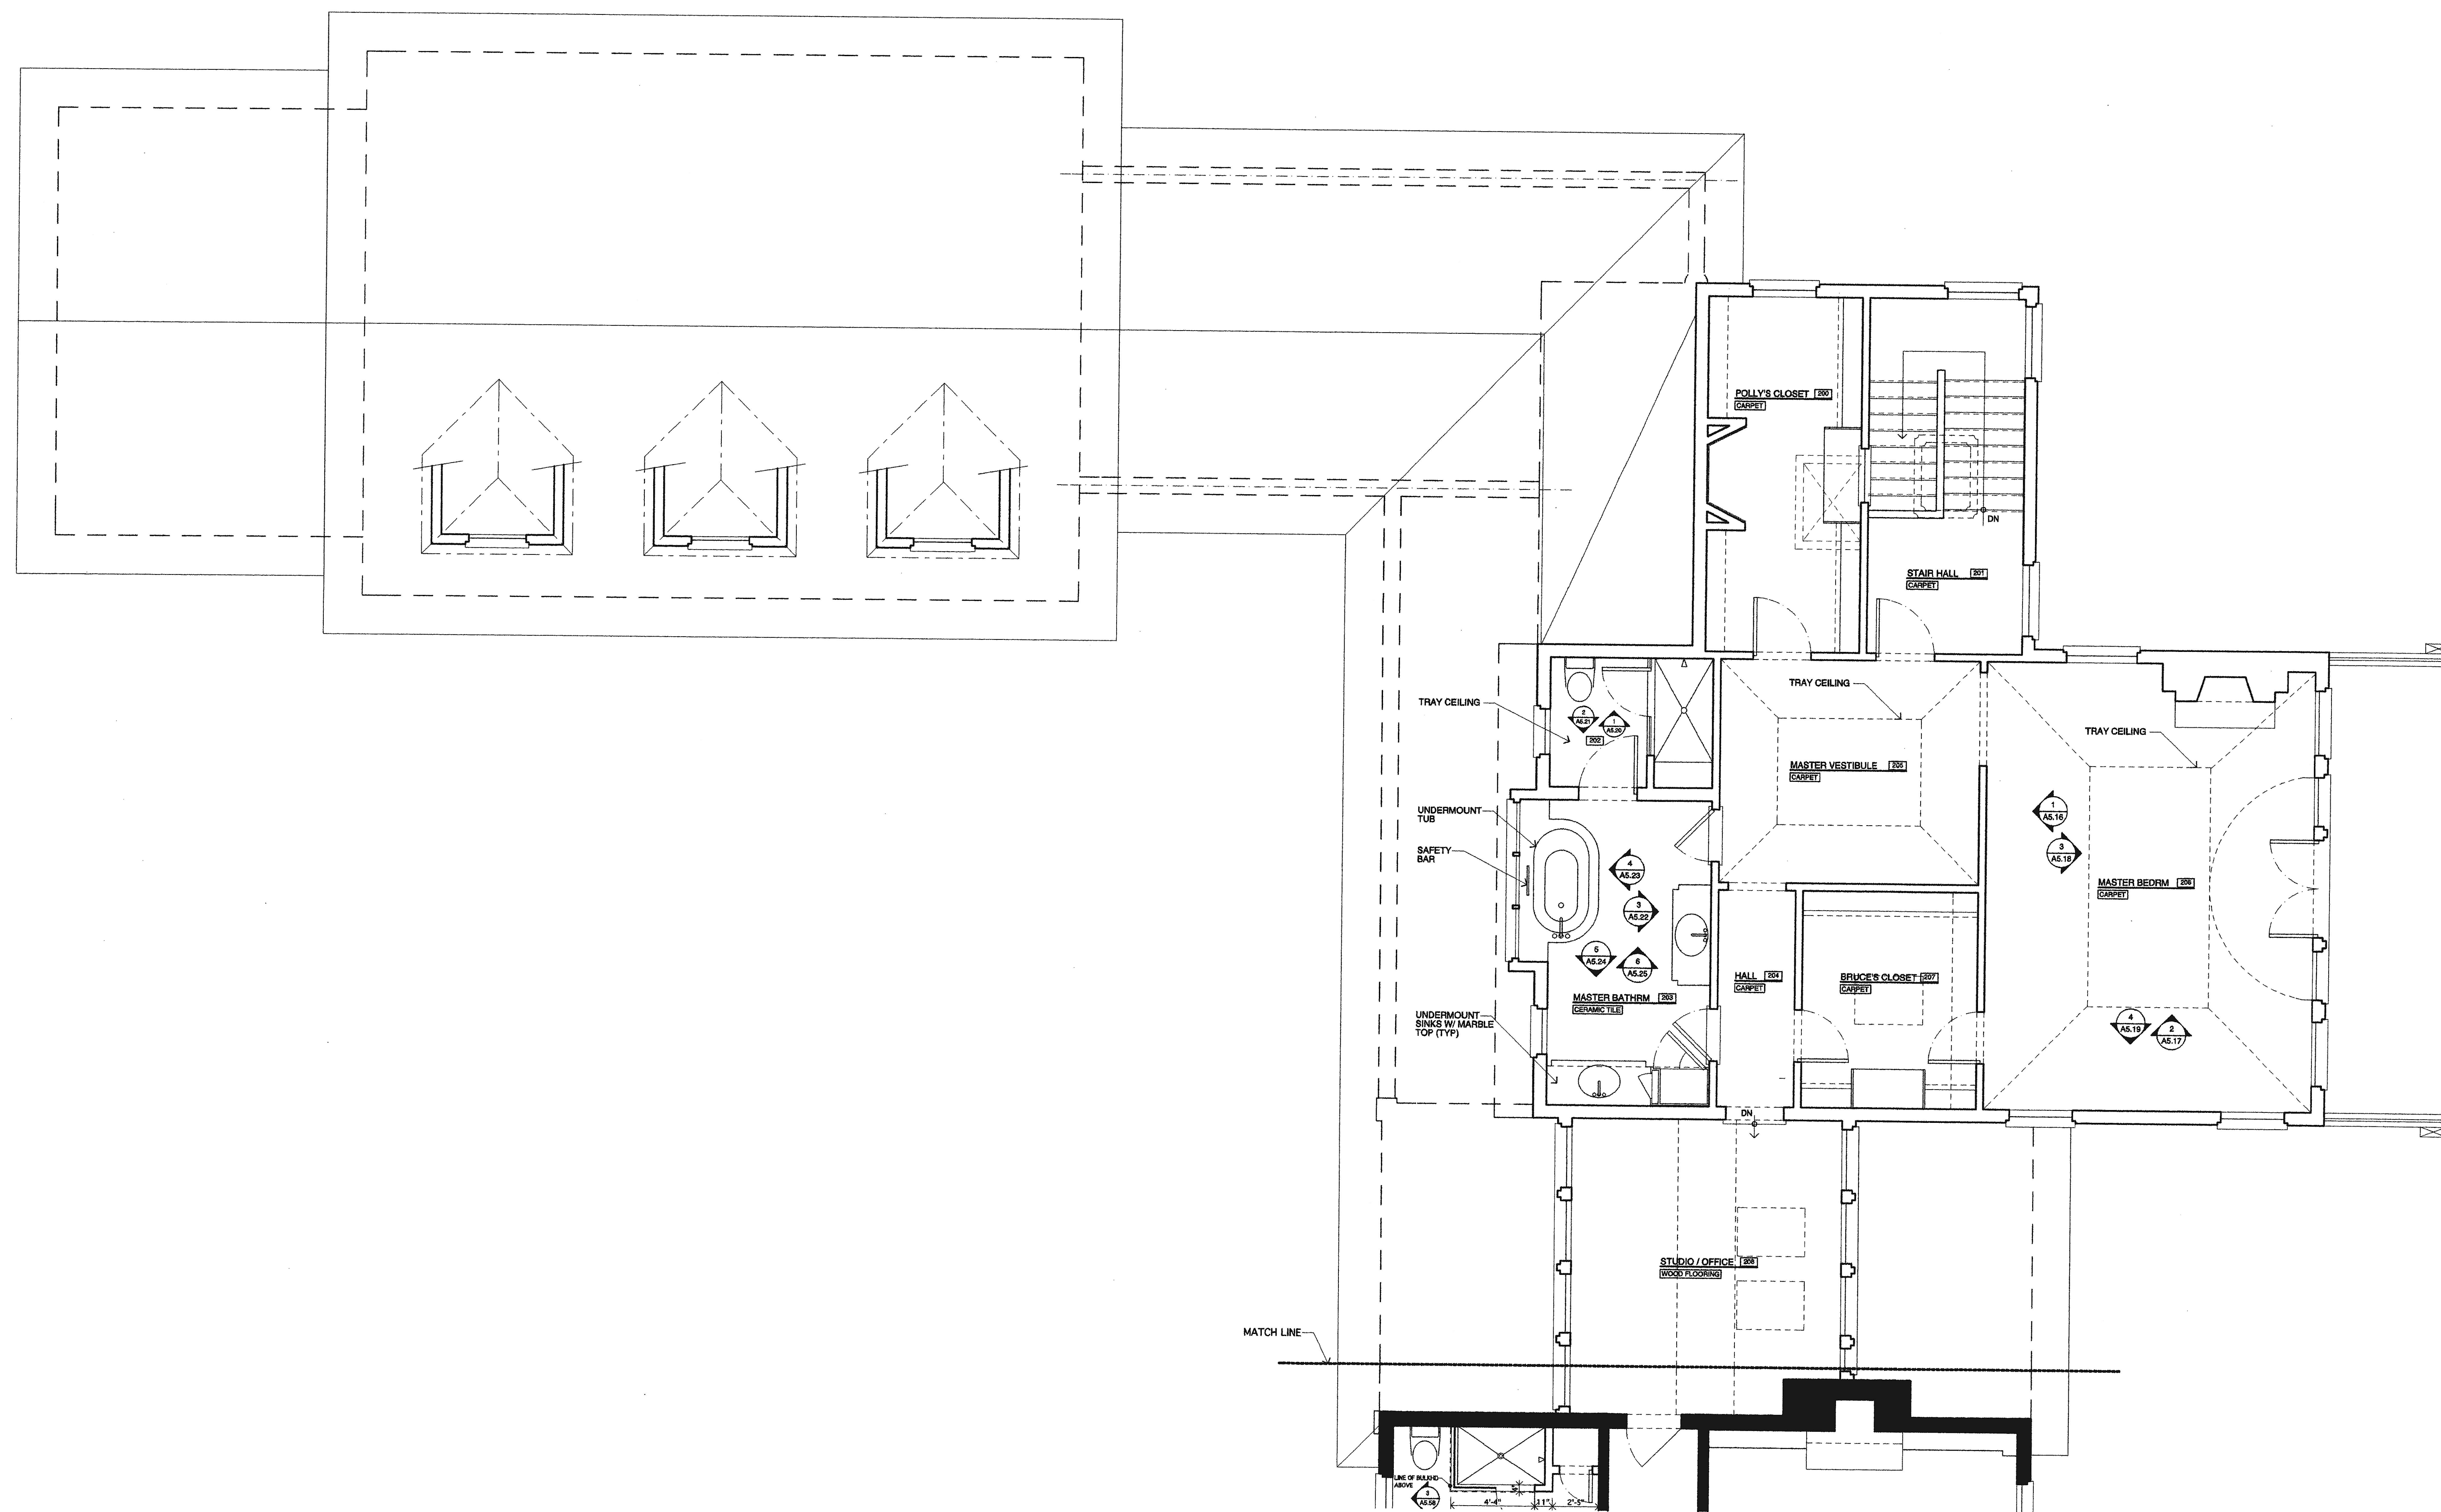 POLLY'S CLOSET 200
CARPET
DN
STAIR HALL 201
CARPET
TRAY CEILING
2
A5.21
1
A5.20
202
TRAY CEILING
TRAY CEILING
MASTER VESTIBULE 205
CARPET
UNDERMOUNT
TUB
SAFETY
BAR
1
A5.16
3
A5.18
4
A5.23
3
A5.22
MASTER BEDRM 206
CARPET
5
A5.24
6
A5.25
HALL 204
CARPET
BRUCE'S CLOSET 207
CARPET
MASTER BATHRM 203
CERAMIC TILE
UNDERMOUNT
SINKS W/ MARBLE
TOP (TYP)
4
A5.19
2
A5.17
DN
STUDIO / OFFICE 208
WOOD FLOORING
MATCH LINE
LINE OF BULKHD
ABOVE
3
A5.58
4'-4" 11" 2'-5"